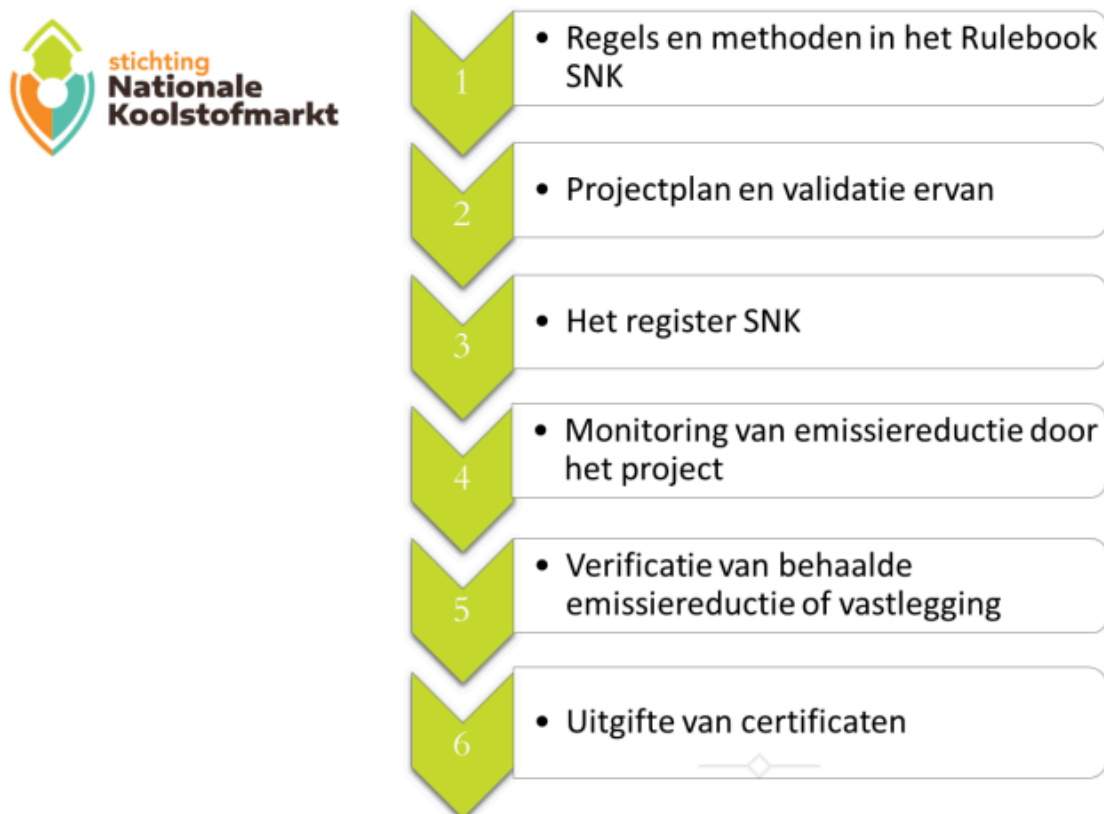 stichting
Nationale
Koolstofmarkt
1
• Regels en methoden in het Rulebook
SNK
2
• Projectplan en validatie ervan
3
• Het register SNK
4
• Monitoring van emissiereductie door
het project
5
• Verificatie van behaalde
emissiereductie of vastlegging
6
• Uitgifte van certificaten